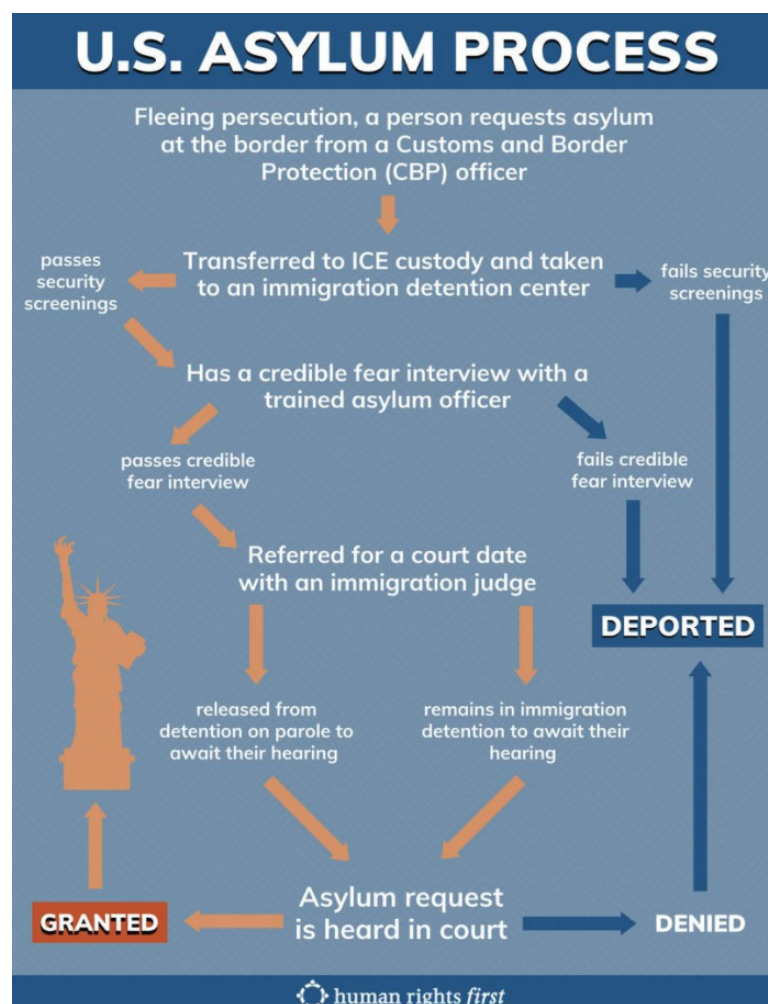 U.S. ASYLUM PROCESS
Fleeing persecution, a person requests asylum
at the border from a Customs and Border
Protection (CBP) officer
passes
security
screenings
Transferred to ICE custody and taken
to an immigration detention center
fails security
screenings
Has a credible fear interview with a
trained asylum officer
passes credible
fear interview
fails credible
fear interview
Referred for a court date
with an immigration judge
DEPORTED
released from
detention on parole to
await their hearing
remains in immigration
detention to await their
hearing
GRANTED
Asylum request
is heard in court
DENIED
human rights first